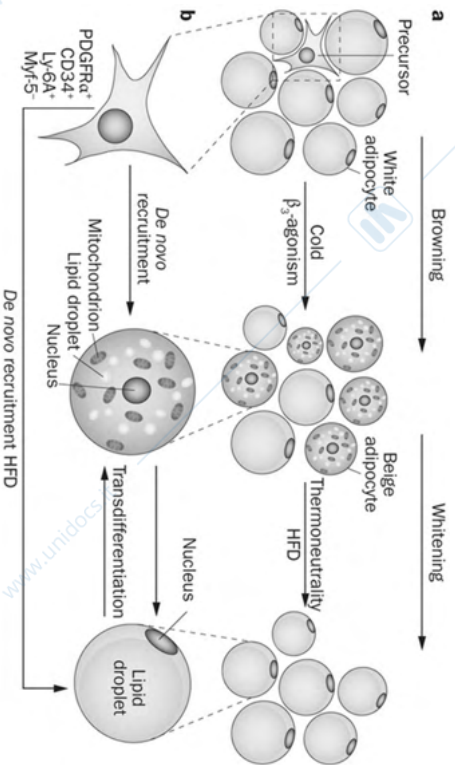 a
Browning
Whitening
Precursor
White
adipocyte
Cold
β₃-agonism
Beige
adipocyte
Thermoneutrality
HFD
b
PDGFRα⁺
CD34⁺
Ly-6A⁺
Myf-5⁻
De novo
recruitment
Mitochondrion
Lipid droplet
Nucleus
Transdifferentiation
Nucleus
Lipid
droplet
De novo recruitment HFD